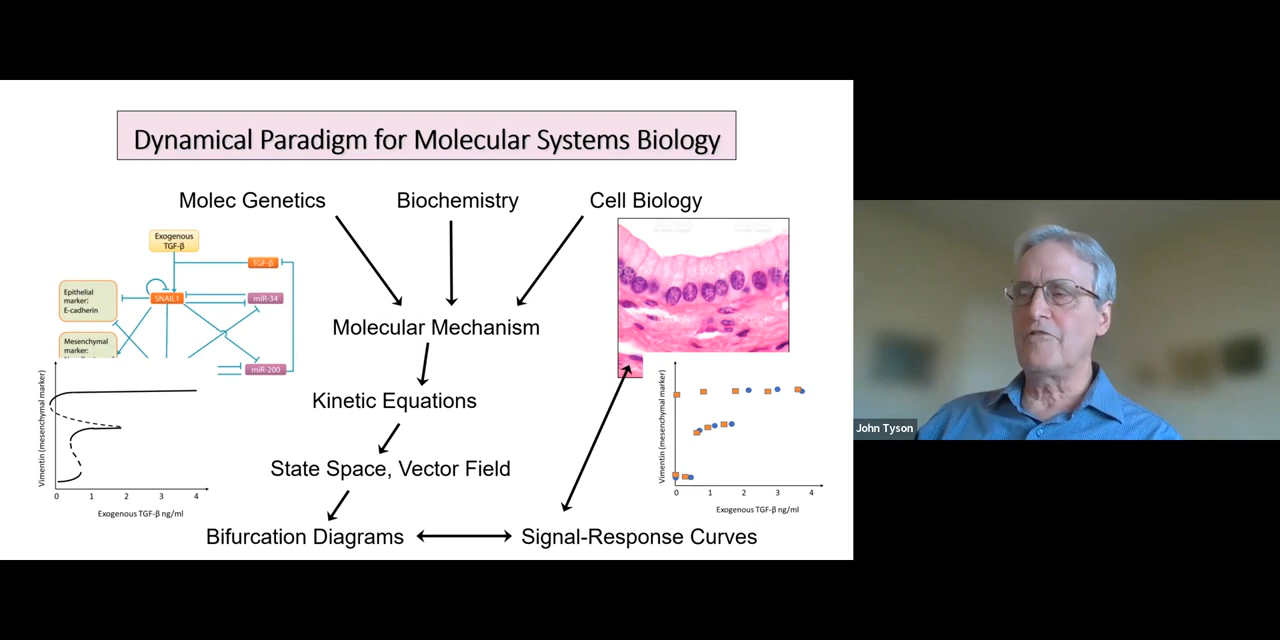 Dynamical Paradigm for Molecular Systems Biology
Molec Genetics
Biochemistry
Cell Biology
Exogenous
TGF-β
TGF-β
Epithelial
marker:
E-cadherin
SNAIL1
miR-34
Mesenchymal
marker:
miR-200
Molecular Mechanism
Kinetic Equations
State Space, Vector Field
Bifurcation Diagrams
Signal-Response Curves
Vimentin (mesenchymal marker)
0 1 2 3 4
Exogenous TGF-β ng/ml
Vimentin (mesenchymal marker)
0 1 2 3 4
Exogenous TGF-β ng/ml
John Tyson